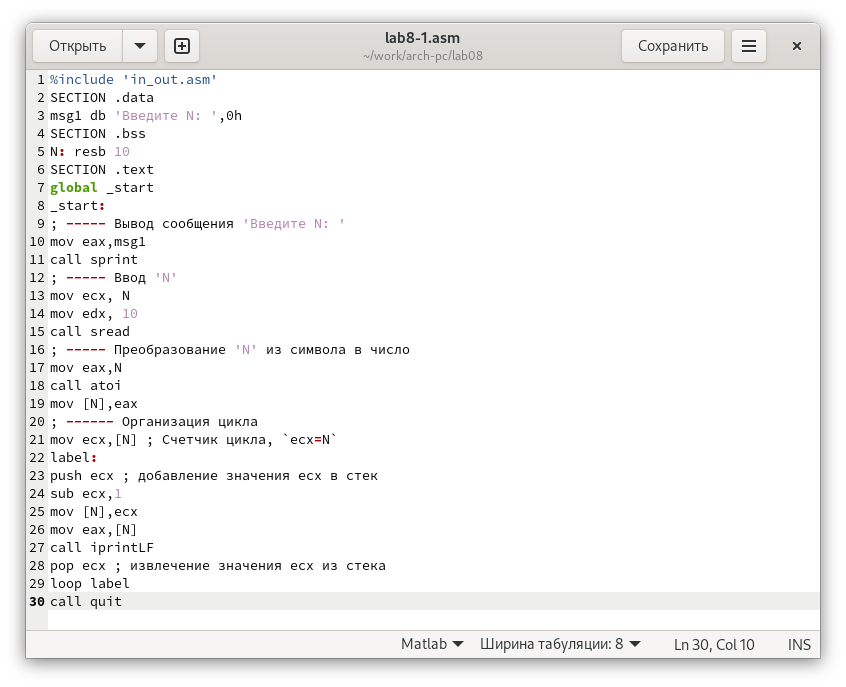 Открыть
lab8-1.asm
~/work/arch-pc/lab08
Сохранить
1 %include 'in_out.asm'
2 SECTION .data
3 msg1 db 'Введите N: ',0h
4 SECTION .bss
5 N: resb 10
6 SECTION .text
7 global _start
8 _start:
9 ; ----- Вывод сообщения 'Введите N: '
10 mov eax,msg1
11 call sprint
12 ; ----- Ввод 'N'
13 mov ecx, N
14 mov edx, 10
15 call sread
16 ; ----- Преобразование 'N' из символа в число
17 mov eax,N
18 call atoi
19 mov [N],eax
20 ; ------ Организация цикла
21 mov ecx,[N] ; Счетчик цикла, `ecx=N`
22 label:
23 push ecx ; добавление значения ecx в стек
24 sub ecx,1
25 mov [N],ecx
26 mov eax,[N]
27 call iprintLF
28 pop ecx ; извлечение значения ecx из стека
29 loop label
30 call quit
Matlab Ширина табуляции: 8 Ln 30, Col 10 INS